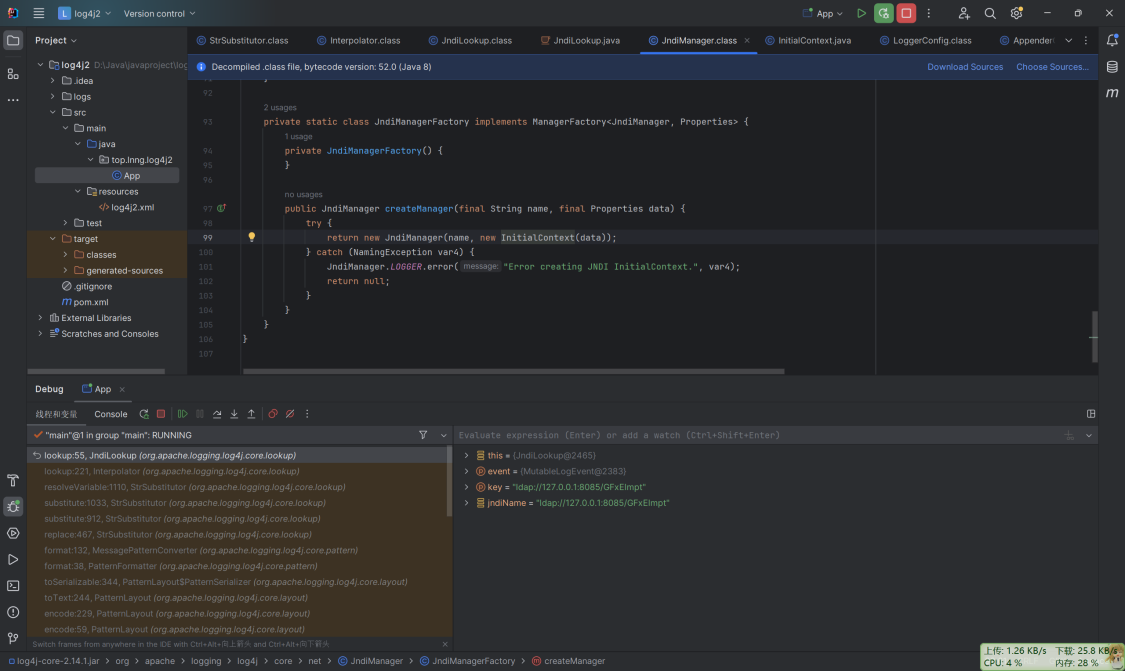 L log4j2 Version control App
Project
StrSubstitutor.class Interpolator.class JndiLookup.class JndiLookup.java JndiManager.class InitialContext.java LoggerConfig.class Appender
log4j2 D:\Java\javaproject\log
.idea
logs
src
main
java
top.lnng.log4j2
App
resources
log4j2.xml
test
target
classes
generated-sources
.gitignore
pom.xml
External Libraries
Scratches and Consoles
Decompiled .class file, bytecode version: 52.0 (Java 8) Download Sources Choose Sources...
92
2 usages
93 private static class JndiManagerFactory implements ManagerFactory<JndiManager, Properties> {
1 usage
94 private JndiManagerFactory() {
95 }
96
no usages
97 public JndiManager createManager(final String name, final Properties data) {
98 try {
99 return new JndiManager(name, new InitialContext(data));
100 } catch (NamingException var4) {
101 JndiManager.LOGGER.error( message: "Error creating JNDI InitialContext.", var4);
102 return null;
103 }
104 }
105 }
106 }
107
Debug App
线程和变量 Console
"main"@1 in group "main": RUNNING
lookup:55, JndiLookup (org.apache.logging.log4j.core.lookup)
lookup:221, Interpolator (org.apache.logging.log4j.core.lookup)
resolveVariable:1110, StrSubstitutor (org.apache.logging.log4j.core.lookup)
substitute:1033, StrSubstitutor (org.apache.logging.log4j.core.lookup)
substitute:912, StrSubstitutor (org.apache.logging.log4j.core.lookup)
replace:467, StrSubstitutor (org.apache.logging.log4j.core.lookup)
format:132, MessagePatternConverter (org.apache.logging.log4j.core.pattern)
format:38, PatternFormatter (org.apache.logging.log4j.core.pattern)
toSerializable:344, PatternLayout$PatternSerializer (org.apache.logging.log4j.core.layout)
toText:244, PatternLayout (org.apache.logging.log4j.core.layout)
encode:229, PatternLayout (org.apache.logging.log4j.core.layout)
encode:59, PatternLayout (org.apache.logging.log4j.core.layout)
Switch frames from anywhere in the IDE with Ctrl+Alt+向上箭头 and Ctrl+Alt+向下箭头
Evaluate expression (Enter) or add a watch (Ctrl+Shift+Enter)
this = {JndiLookup@2465}
event = {MutableLogEvent@2383}
key = "ldap://127.0.0.1:8085/GFxEImpt"
jndiName = "ldap://127.0.0.1:8085/GFxEImpt"
log4j-core-2.14.1.jar org apache logging log4j core net JndiManager JndiManagerFactory createManager
上传: 1.26 KB/s 下载: 25.8 KB/s
CPU: 4 % 内存: 28 %